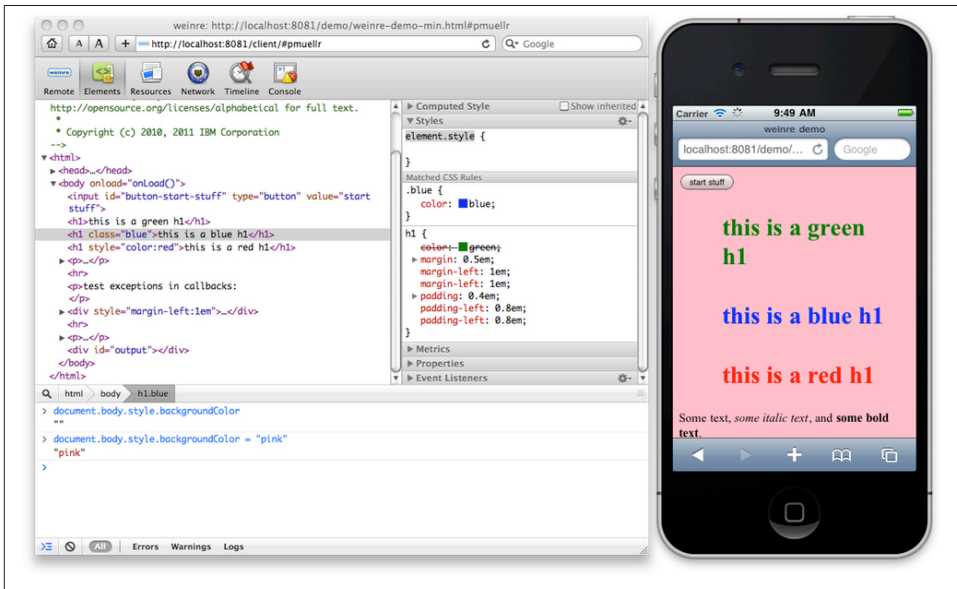 weinre: http://localhost:8081/demo/weinre-demo-min.html#pmuellr
A A + http://localhost:8081/client/#pmuellr Google
weinre
Remote Elements Resources Network Timeline Console
http://opensource.org/licenses/alphabetical for full text.
*
* Copyright (c) 2010, 2011 IBM Corporation
-->
<html>
<head>…</head>
<body onload="onLoad()">
<input id="button-start-stuff" type="button" value="start
stuff">
<h1>this is a green h1</h1>
<h1 class="blue">this is a blue h1</h1>
<h1 style="color:red">this is a red h1</h1>
<p>…</p>
<hr>
<p>test exceptions in callbacks:
</p>
<div style="margin-left:1em">…</div>
<hr>
<p>…</p>
<div id="output"></div>
</body>
</html>
Computed Style Show inherited
Styles
element.style {
}
Matched CSS Rules
.blue {
color: blue;
}
h1 {
color: green;
margin: 0.5em;
margin-left: 1em;
margin-left: 1em;
padding: 0.4em;
padding-left: 0.8em;
padding-left: 0.8em;
}
Metrics
Properties
Event Listeners
html body h1.blue
> document.body.style.backgroundColor
""
> document.body.style.backgroundColor = "pink"
"pink"
>
All Errors Warnings Logs
Carrier 9:49 AM
weinre demo
localhost:8081/demo/... Google
start stuff
this is a green
h1
this is a blue h1
this is a red h1
Some text, some italic text, and some bold
text.